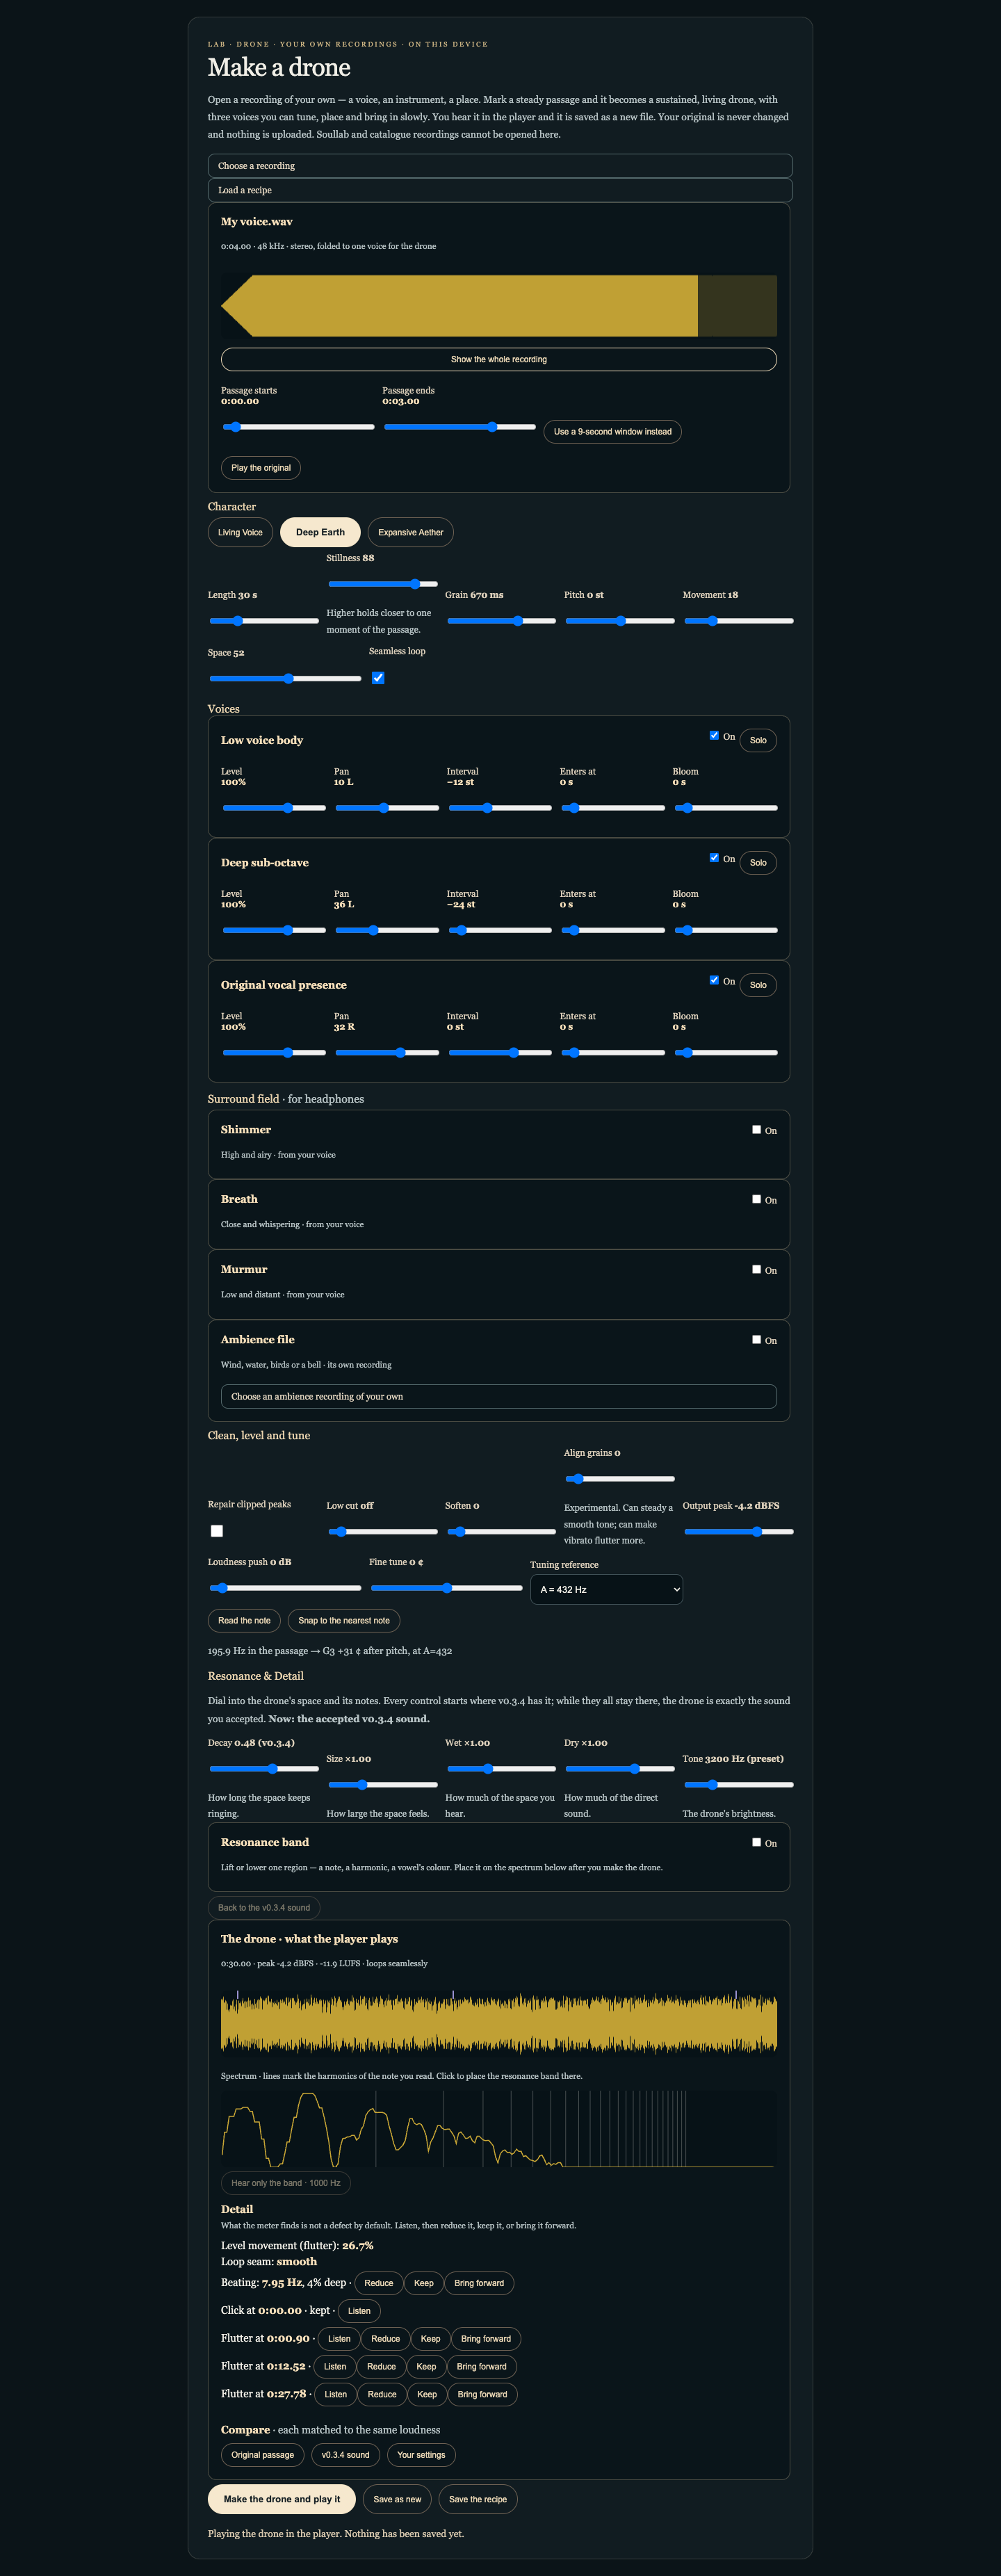 LAB · DRONE · YOUR OWN RECORDINGS · ON THIS DEVICE
Make a drone
Open a recording of your own — a voice, an instrument, a place. Mark a steady passage and it becomes a sustained, living drone, with
three voices you can tune, place and bring in slowly. You hear it in the player and it is saved as a new file. Your original is never changed
and nothing is uploaded. Soullab and catalogue recordings cannot be opened here.
Choose a recording
Load a recipe
My voice.wav
0:04.00 · 48 kHz · stereo, folded to one voice for the drone
Show the whole recording
Passage starts
0:00.00
Passage ends
0:03.00
Use a 9-second window instead
Play the original
Character
Living Voice
Deep Earth
Expansive Aether
Length 30 s
Stillness 88
Higher holds closer to one
moment of the passage.
Grain 670 ms
Pitch 0 st
Movement 18
Space 52
Seamless loop
Voices
Low voice body
On
Solo
Level
100%
Pan
10 L
Interval
−12 st
Enters at
0 s
Bloom
0 s
Deep sub-octave
On
Solo
Level
100%
Pan
36 L
Interval
−24 st
Enters at
0 s
Bloom
0 s
Original vocal presence
On
Solo
Level
100%
Pan
32 R
Interval
0 st
Enters at
0 s
Bloom
0 s
Surround field · for headphones
Shimmer
On
High and airy · from your voice
Breath
On
Close and whispering · from your voice
Murmur
On
Low and distant · from your voice
Ambience file
On
Wind, water, birds or a bell · its own recording
Choose an ambience recording of your own
Clean, level and tune
Repair clipped peaks
Low cut off
Soften 0
Align grains 0
Experimental. Can steady a
smooth tone; can make
vibrato flutter more.
Output peak -4.2 dBFS
Loudness push 0 dB
Fine tune 0 ¢
Tuning reference
A = 432 Hz
Read the note
Snap to the nearest note
195.9 Hz in the passage → G3 +31 ¢ after pitch, at A=432
Resonance & Detail
Dial into the drone's space and its notes. Every control starts where v0.3.4 has it; while they all stay there, the drone is exactly the sound
you accepted. Now: the accepted v0.3.4 sound.
Decay 0.48 (v0.3.4)
How long the space keeps
ringing.
Size ×1.00
How large the space feels.
Wet ×1.00
How much of the space you
hear.
Dry ×1.00
How much of the direct
sound.
Tone 3200 Hz (preset)
The drone's brightness.
Resonance band
On
Lift or lower one region — a note, a harmonic, a vowel's colour. Place it on the spectrum below after you make the drone.
Back to the v0.3.4 sound
The drone · what the player plays
0:30.00 · peak -4.2 dBFS · -11.9 LUFS · loops seamlessly
Spectrum · lines mark the harmonics of the note you read. Click to place the resonance band there.
Hear only the band · 1000 Hz
Detail
What the meter finds is not a defect by default. Listen, then reduce it, keep it, or bring it forward.
Level movement (flutter): 26.7%
Loop seam: smooth
Beating: 7.95 Hz, 4% deep · Reduce Keep Bring forward
Click at 0:00.00 · kept · Listen
Flutter at 0:00.90 · Listen Reduce Keep Bring forward
Flutter at 0:12.52 · Listen Reduce Keep Bring forward
Flutter at 0:27.78 · Listen Reduce Keep Bring forward
Compare · each matched to the same loudness
Original passage
v0.3.4 sound
Your settings
Make the drone and play it
Save as new
Save the recipe
Playing the drone in the player. Nothing has been saved yet.